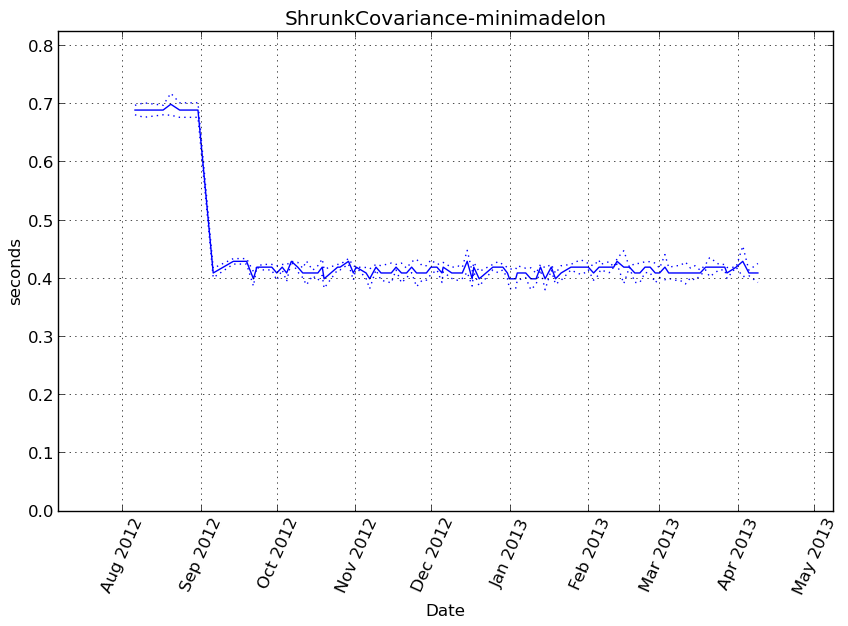 ShrunkCovariance-minimadelon
0.8
0.7
0.6
0.5
0.4
0.3
0.2
0.1
0.0
seconds
Aug 2012
Sep 2012
Oct 2012
Nov 2012
Dec 2012
Jan 2013
Feb 2013
Mar 2013
Apr 2013
May 2013
Date